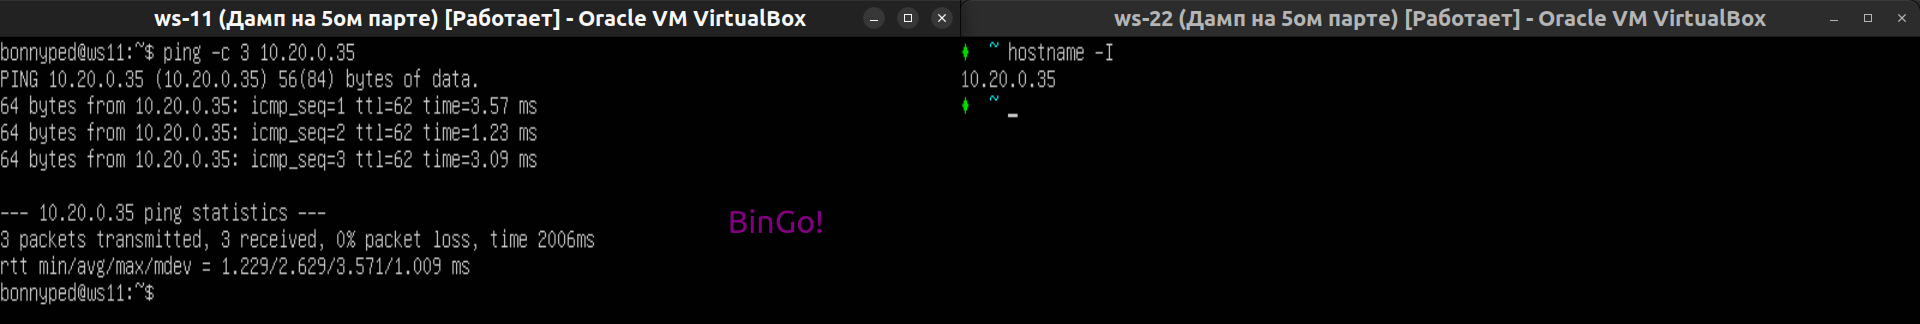 ws-11 (Дамп на 5ом парте) [Работает] - Oracle VM VirtualBox
bonnyped@ws11:~$ ping -c 3 10.20.0.35
PING 10.20.0.35 (10.20.0.35) 56(84) bytes of data.
64 bytes from 10.20.0.35: icmp_seq=1 ttl=62 time=3.57 ms
64 bytes from 10.20.0.35: icmp_seq=2 ttl=62 time=1.23 ms
64 bytes from 10.20.0.35: icmp_seq=3 ttl=62 time=3.09 ms
--- 10.20.0.35 ping statistics ---
3 packets transmitted, 3 received, 0% packet loss, time 2006ms
rtt min/avg/max/mdev = 1.229/2.629/3.571/1.009 ms
bonnyped@ws11:~$
BinGo!
ws-22 (Дамп на 5ом парте) [Работает] - Oracle VM VirtualBox
~ hostname -I
10.20.0.35
~ _